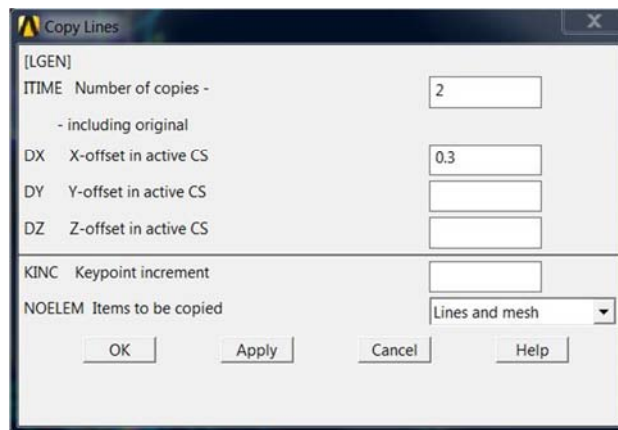 Copy Lines
X
[LGEN]
ITIME Number of copies - 2
- including original
DX X-offset in active CS 0.3
DY Y-offset in active CS
DZ Z-offset in active CS
KINC Keypoint increment
NOELEM Items to be copied Lines and mesh
OK Apply Cancel Help